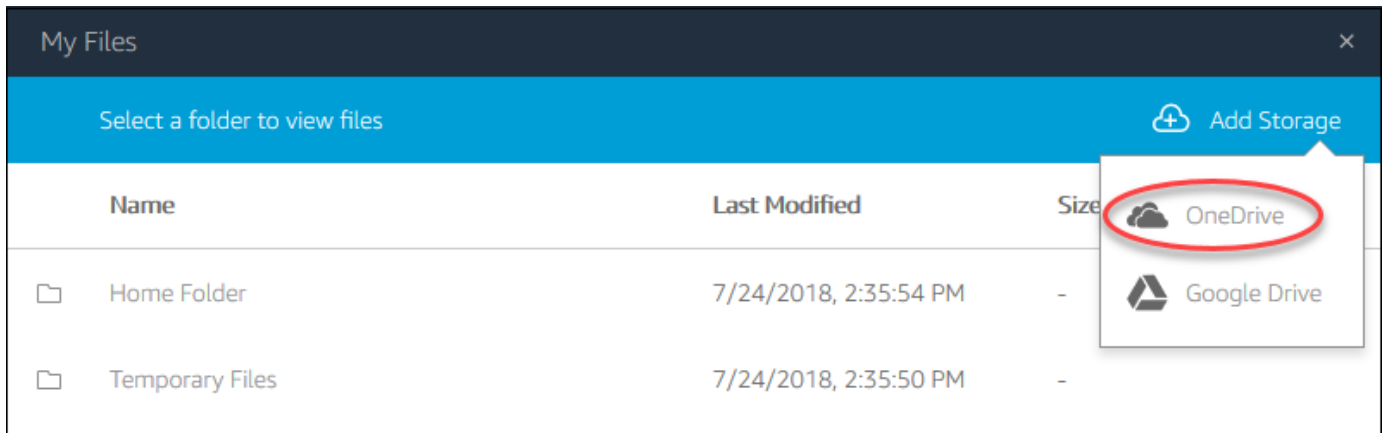 My Files ×
Select a folder to view files Add Storage
Name Last Modified Size
OneDrive
Home Folder 7/24/2018, 2:35:54 PM -
Google Drive
Temporary Files 7/24/2018, 2:35:50 PM -